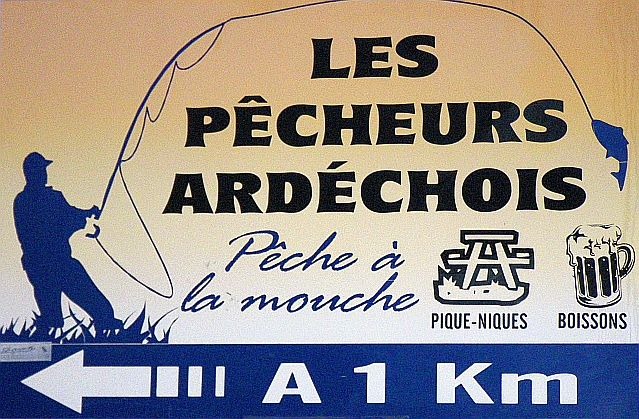 LES
PÊCHEURS
ARDÉCHOIS
Pêche à
la mouche
PIQUE-NIQUES
BOISSONS
A 1 Km